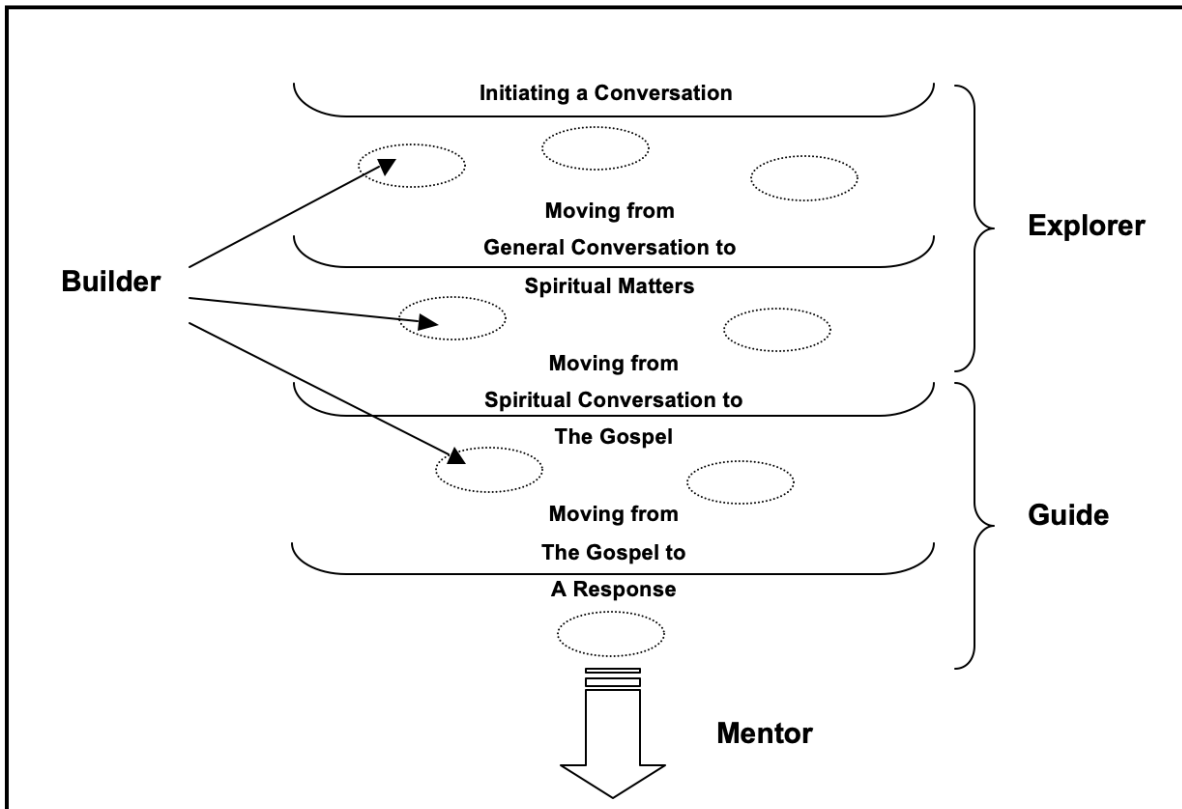 Initiating a Conversation
Moving from
General Conversation to
Spiritual Matters
Explorer
Builder
Moving from
Spiritual Conversation to
The Gospel
Moving from
The Gospel to
A Response
Guide
Mentor